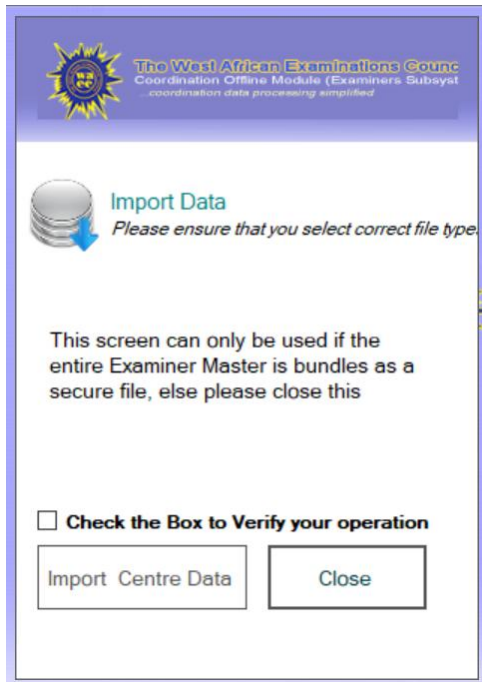 The West African Examinations Counc
Coordination Offline Module (Examiners Subsyst
...coordination data processing simplified
wa
ec
Import Data
Please ensure that you select correct file type.
This screen can only be used if the
entire Examiner Master is bundles as a
secure file, else please close this
Check the Box to Verify your operation
Import Centre Data
Close